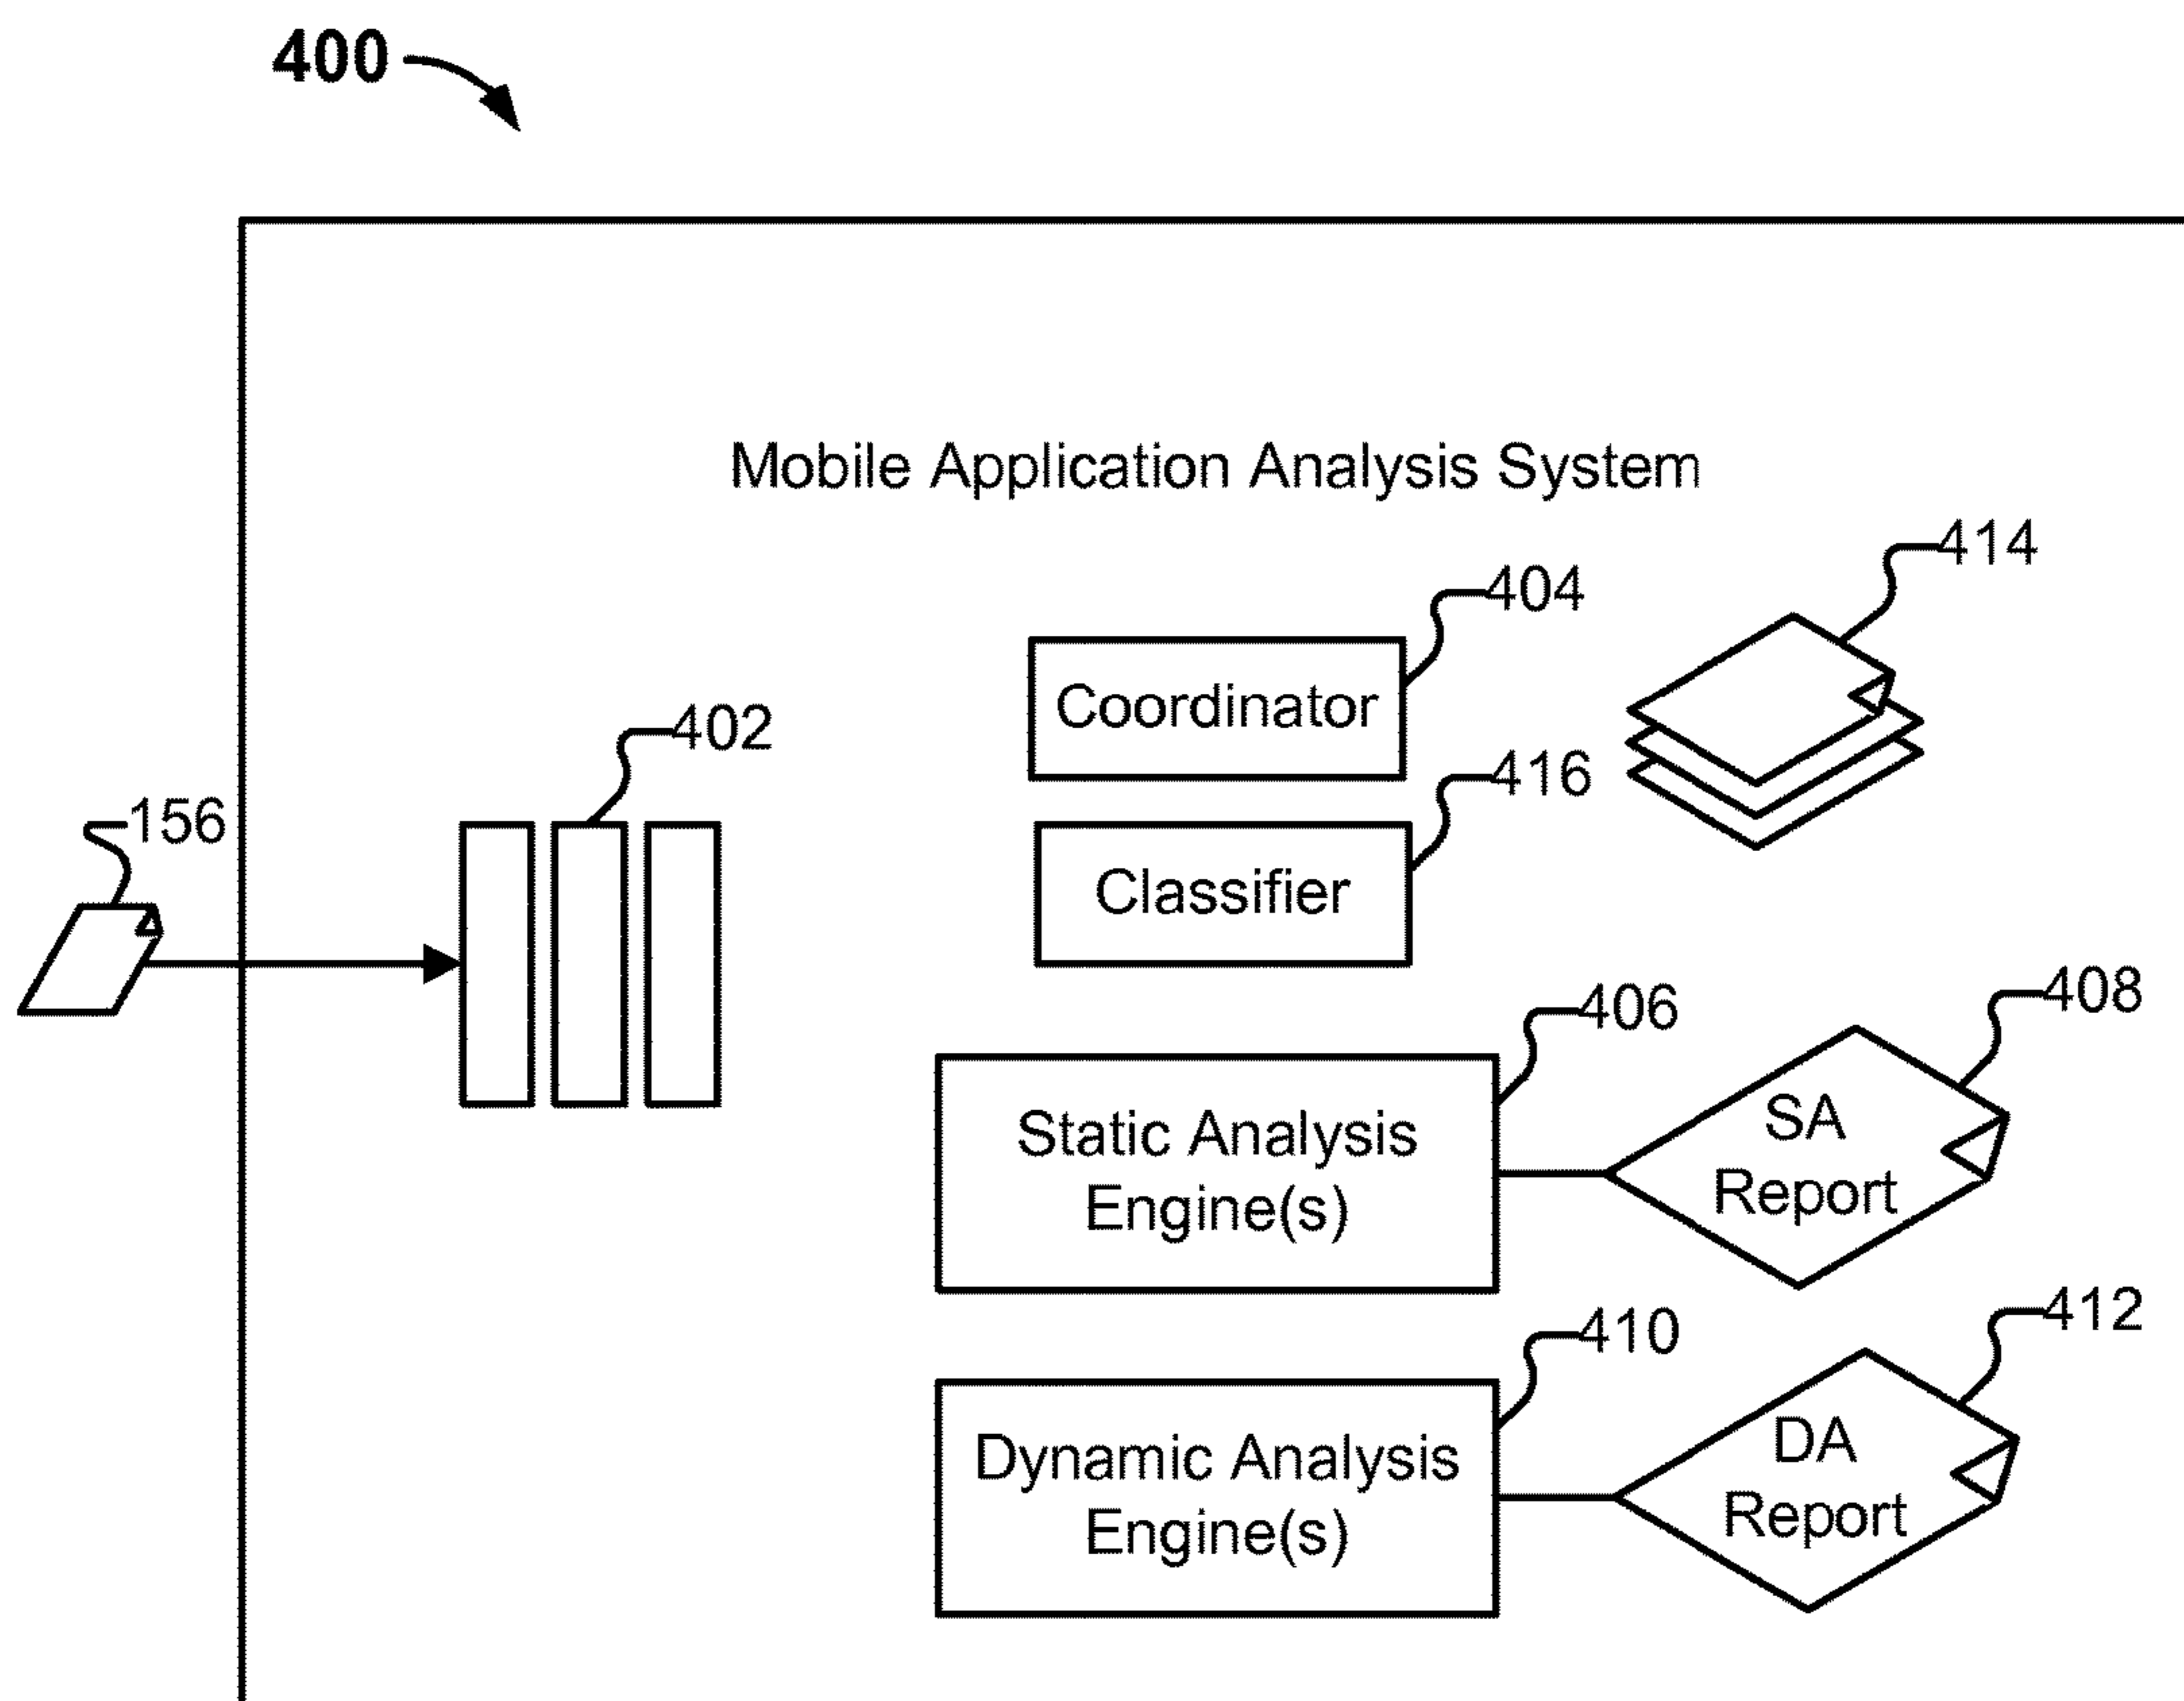 400
Mobile Application Analysis System
414
404
Coordinator
402
416
156
Classifier
408
406
SA
Static Analysis
Report
Engine(s)
412
410
DA
Dynamic Analysis
Report
Engine(s)